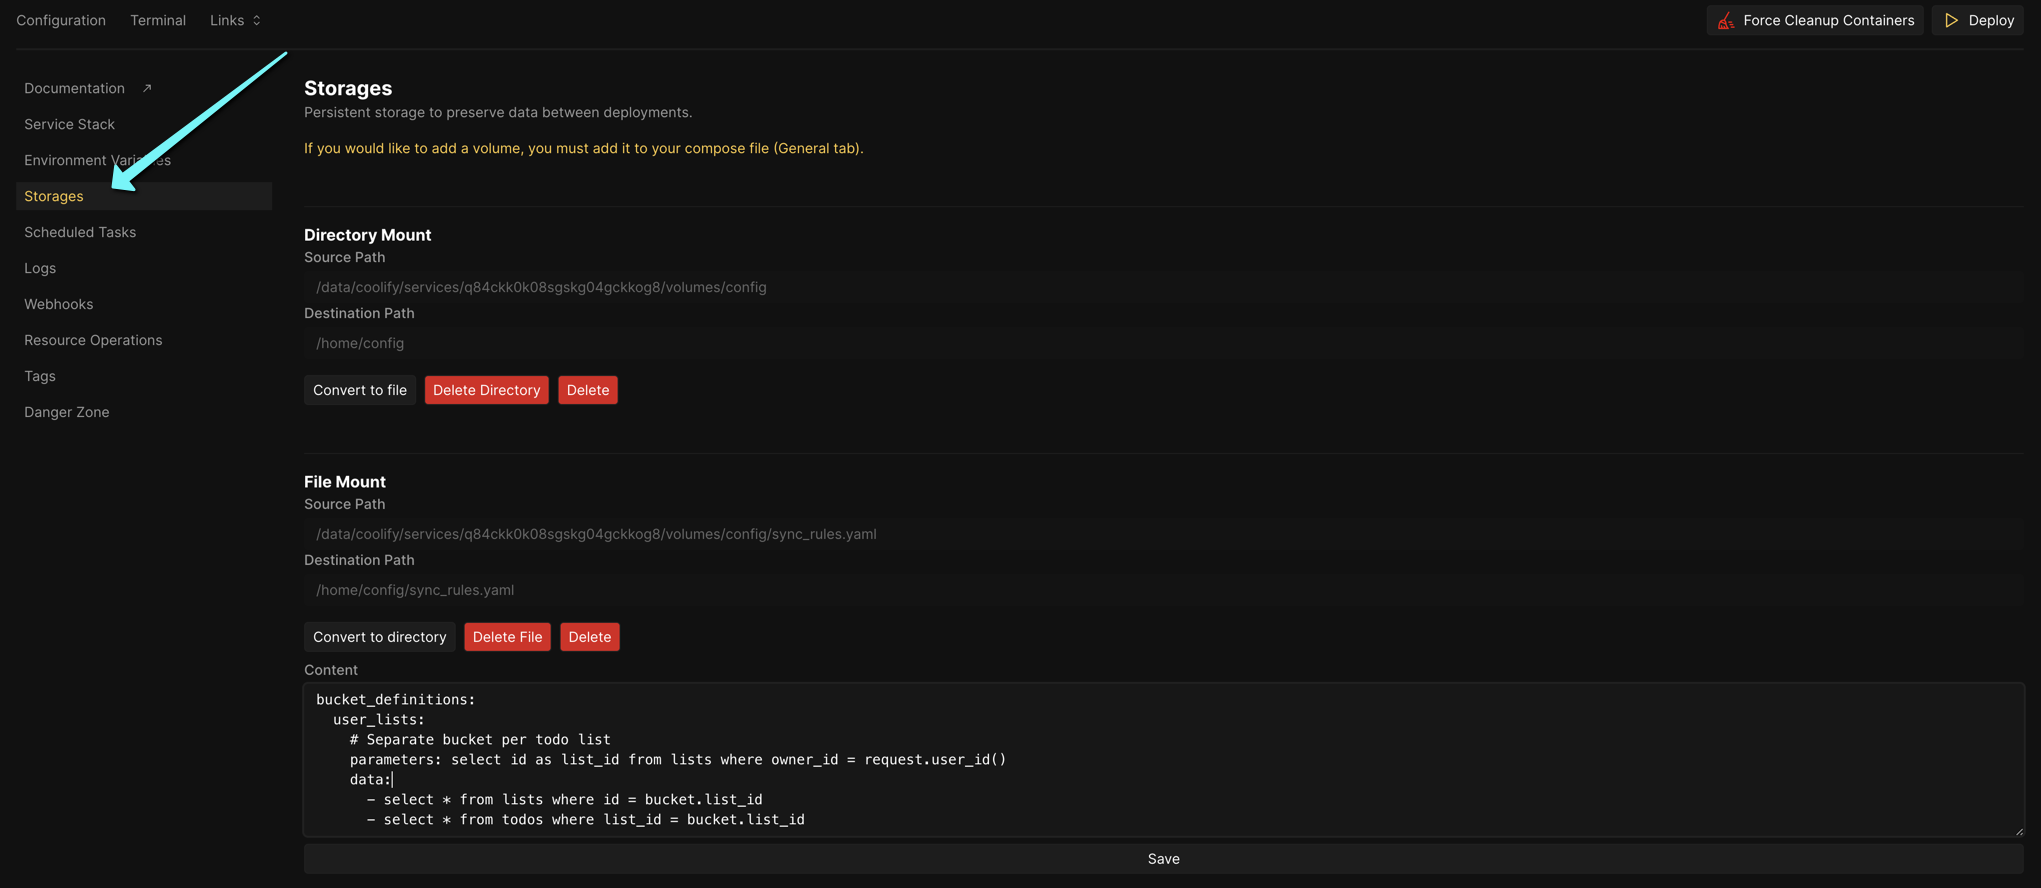 Configuration Terminal Links
Force Cleanup Containers Deploy
Documentation
Service Stack
Environment Variables
Storages
Scheduled Tasks
Logs
Webhooks
Resource Operations
Tags
Danger Zone
Storages
Persistent storage to preserve data between deployments.
If you would like to add a volume, you must add it to your compose file (General tab).
Directory Mount
Source Path
/data/coolify/services/q84ckk0k08sgskg04gckkog8/volumes/config
Destination Path
/home/config
Convert to file Delete Directory Delete
File Mount
Source Path
/data/coolify/services/q84ckk0k08sgskg04gckkog8/volumes/config/sync_rules.yaml
Destination Path
/home/config/sync_rules.yaml
Convert to directory Delete File Delete
Content
bucket_definitions:
  user_lists:
    # Separate bucket per todo list
    parameters: select id as list_id from lists where owner_id = request.user_id()
    data:
      - select * from lists where id = bucket.list_id
      - select * from todos where list_id = bucket.list_id
Save